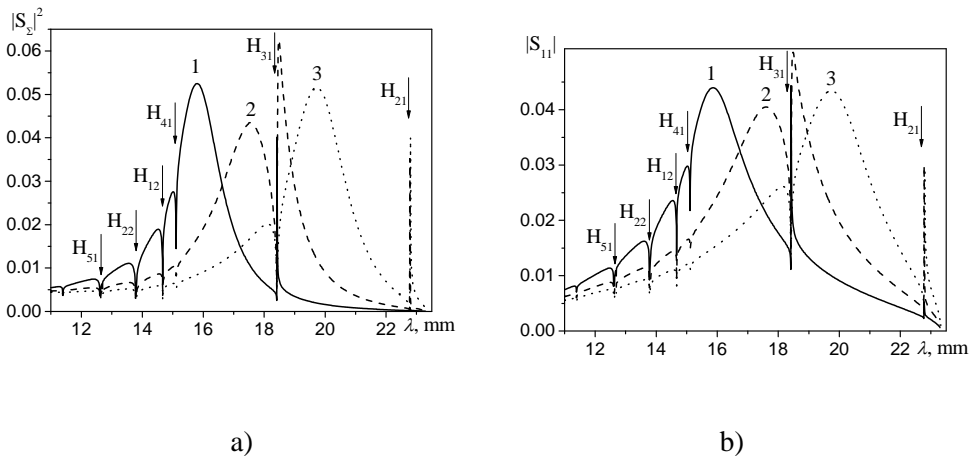 |S_Σ|²
0.06
0.05
0.04
0.03
0.02
0.01
0.00
12 14 16 18 20 22 λ, mm
H₅₁
H₂₂
H₁₂
H₄₁
1
2
H₃₁
3
H₂₁
a)
|S₁₁|
0.04
0.03
0.02
0.01
0.00
12 14 16 18 20 22 λ, mm
H₅₁
H₂₂
H₁₂
H₄₁
1
2
H₃₁
3
H₂₁
b)